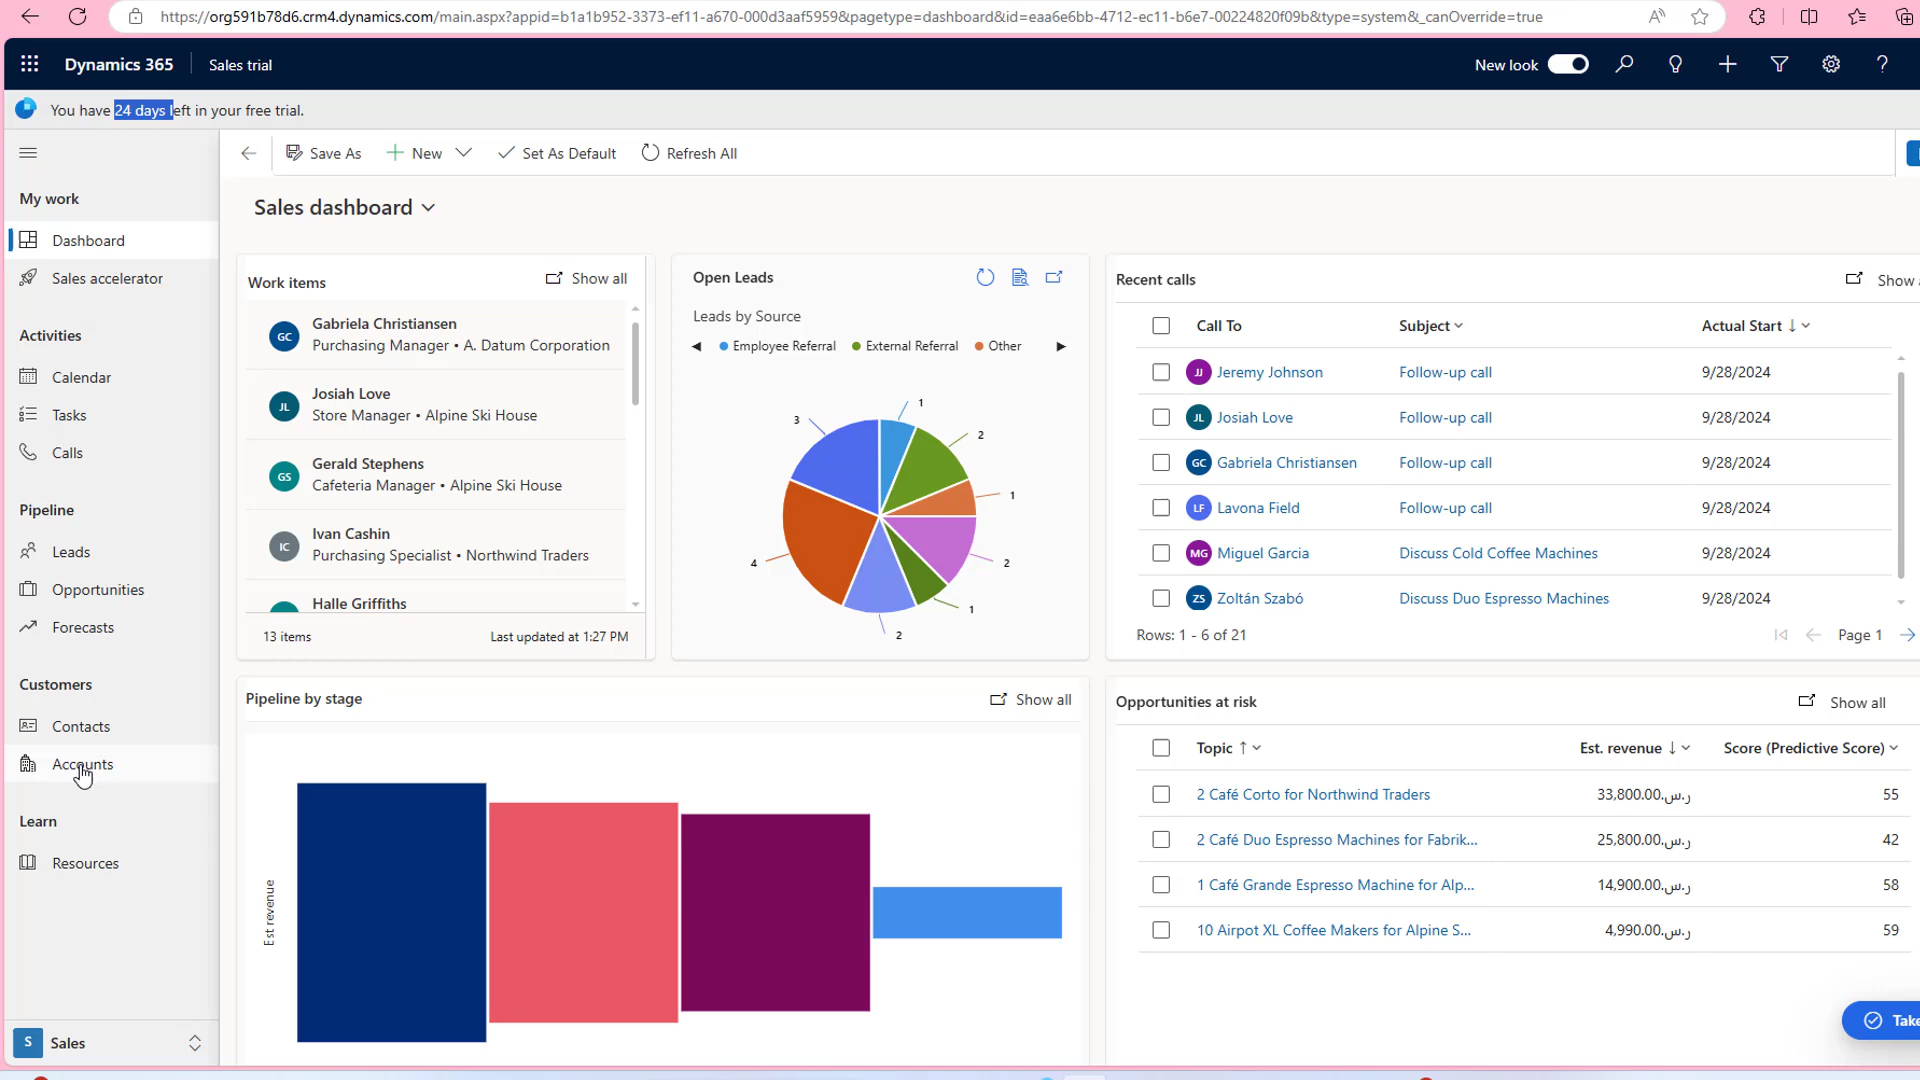 https://org591b78d6.crm4.dynamics.com/main.aspx?appid=b1a1b952-3373-ef11-a670-000d3aaf5959&pagetype=dashboard&id=eaa6e6bb-4712-ec11-b6e7-00224820f09b&type=system&_canOverride=true
Dynamics 365 Sales trial New look
You have 24 days left in your free trial.
Save As New Set As Default Refresh All
My work
Dashboard
Sales accelerator
Activities
Calendar
Tasks
Calls
Pipeline
Leads
Opportunities
Forecasts
Customers
Contacts
Accounts
Learn
Resources
S Sales
Sales dashboard
Work items Show all
GC Gabriela Christiansen
Purchasing Manager • A. Datum Corporation
JL Josiah Love
Store Manager • Alpine Ski House
GS Gerald Stephens
Cafeteria Manager • Alpine Ski House
IC Ivan Cashin
Purchasing Specialist • Northwind Traders
Halle Griffiths
13 items Last updated at 1:27 PM
Open Leads
Leads by Source
Employee Referral External Referral Other
1
2
1
2
1
2
4
3
Recent calls Show
Call To Subject Actual Start
JJ Jeremy Johnson Follow-up call 9/28/2024
JL Josiah Love Follow-up call 9/28/2024
GC Gabriela Christiansen Follow-up call 9/28/2024
LF Lavona Field Follow-up call 9/28/2024
MG Miguel Garcia Discuss Cold Coffee Machines 9/28/2024
ZS Zoltán Szabó Discuss Duo Espresso Machines 9/28/2024
Rows: 1 - 6 of 21 Page 1
Pipeline by stage Show all
Est revenue
Opportunities at risk Show all
Topic Est. revenue Score (Predictive Score)
2 Café Corto for Northwind Traders ر.س.33,800.00 55
2 Café Duo Espresso Machines for Fabrik... ر.س.25,800.00 42
1 Café Grande Espresso Machine for Alp... ر.س.14,900.00 58
10 Airpot XL Coffee Makers for Alpine S... ر.س.4,990.00 59
Take